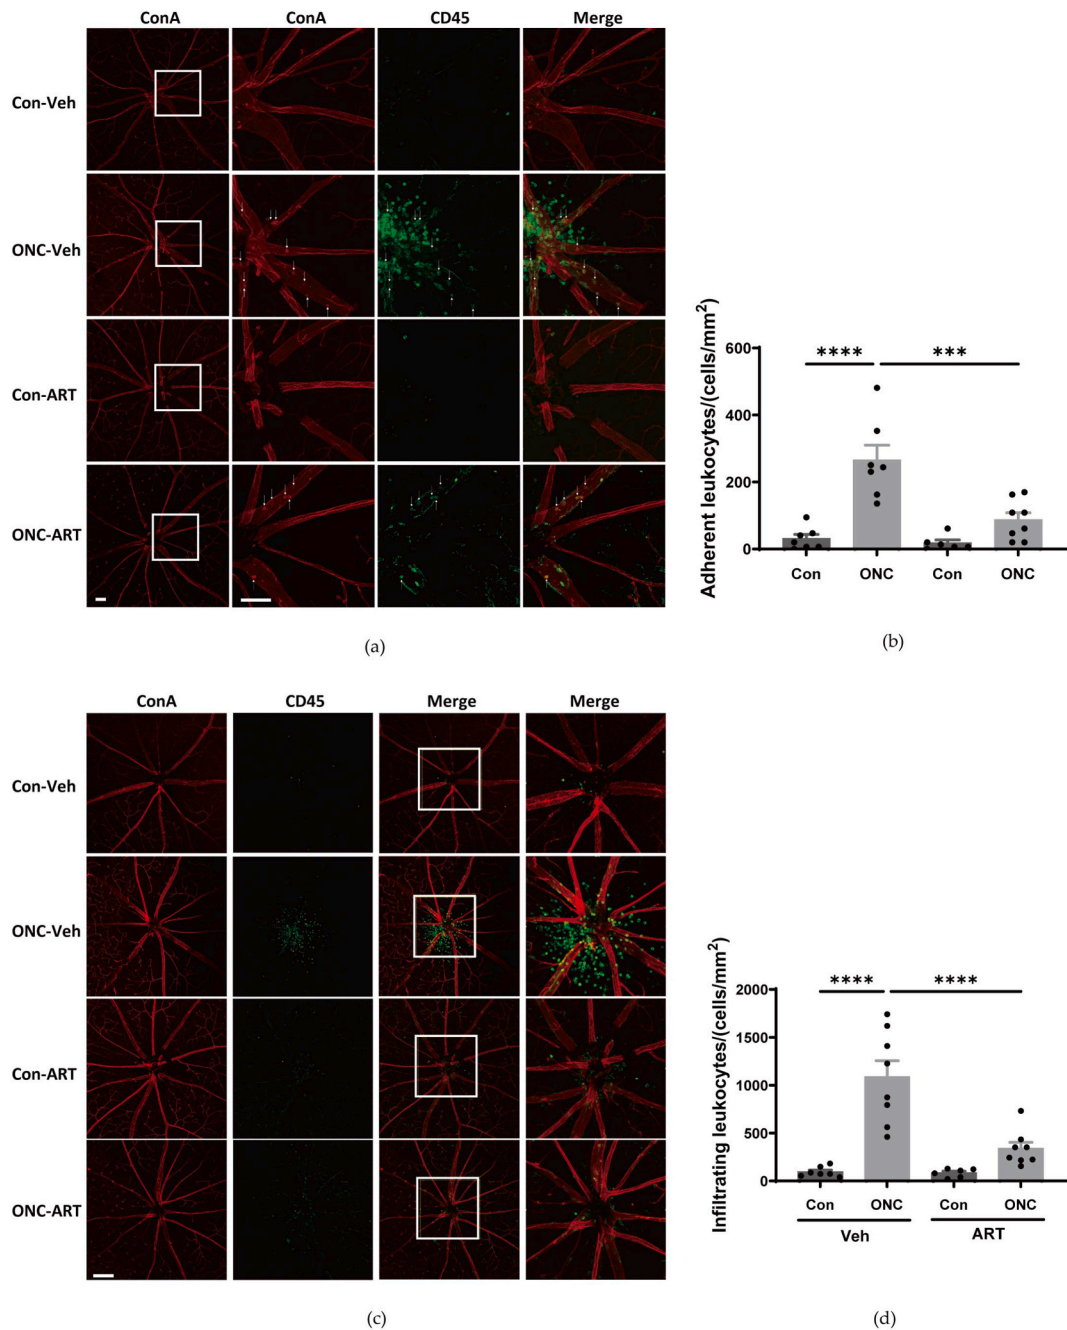 ConA ConA CD45 Merge
Con-Veh
ONC-Veh
Con-ART
ONC-ART
(a)
Adherent leukocytes/(cells/mm²)
600
400
200
0
**** ***
Con ONC Con ONC
(b)
ConA CD45 Merge Merge
Con-Veh
ONC-Veh
Con-ART
ONC-ART
(c)
Infiltrating leukocytes/(cells/mm²)
2000
1500
1000
500
0
**** ****
Con ONC Con ONC
Veh ART
(d)